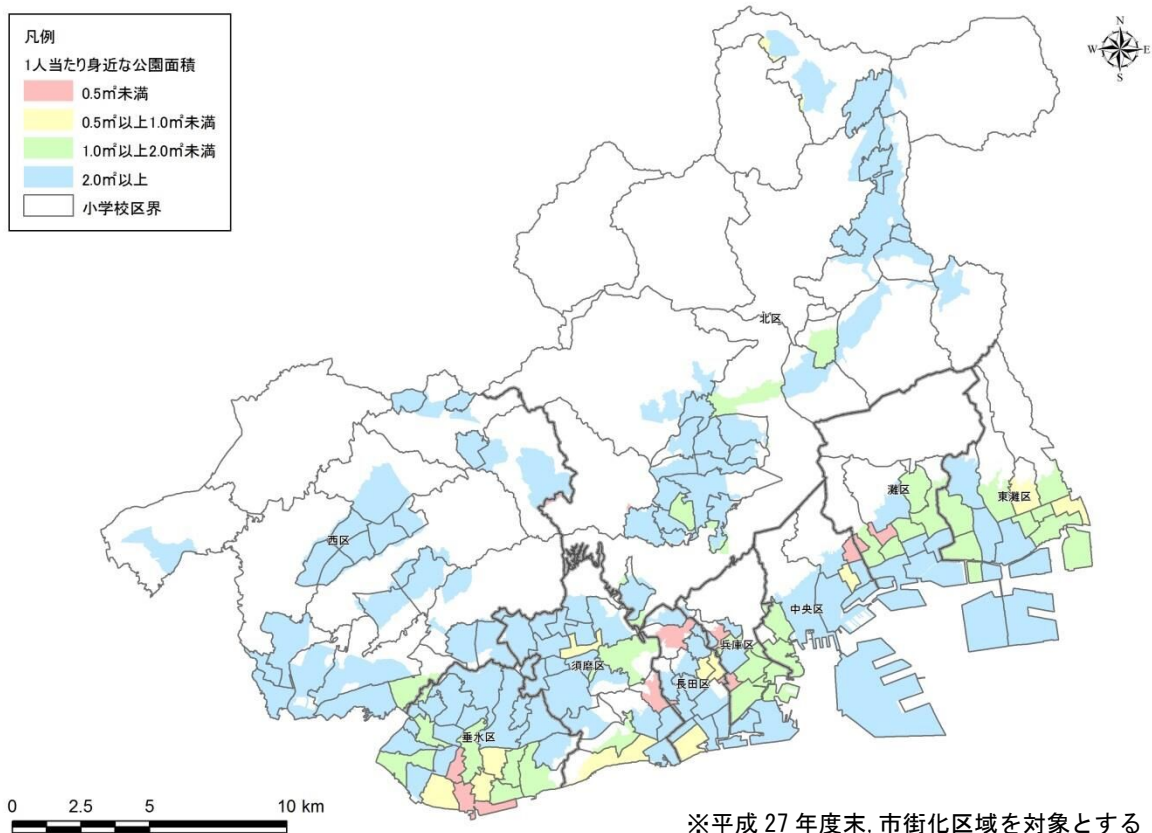 凡例
1人当たり身近な公園面積
0.5㎡未満
0.5㎡以上1.0㎡未満
1.0㎡以上2.0㎡未満
2.0㎡以上
小学校区界
N
W
E
S
北区
灘区
東灘区
西区
中央区
兵庫区
須磨区
長田区
垂水区
0 2.5 5 10 km
※平成27年度末,市街化区域を対象とする